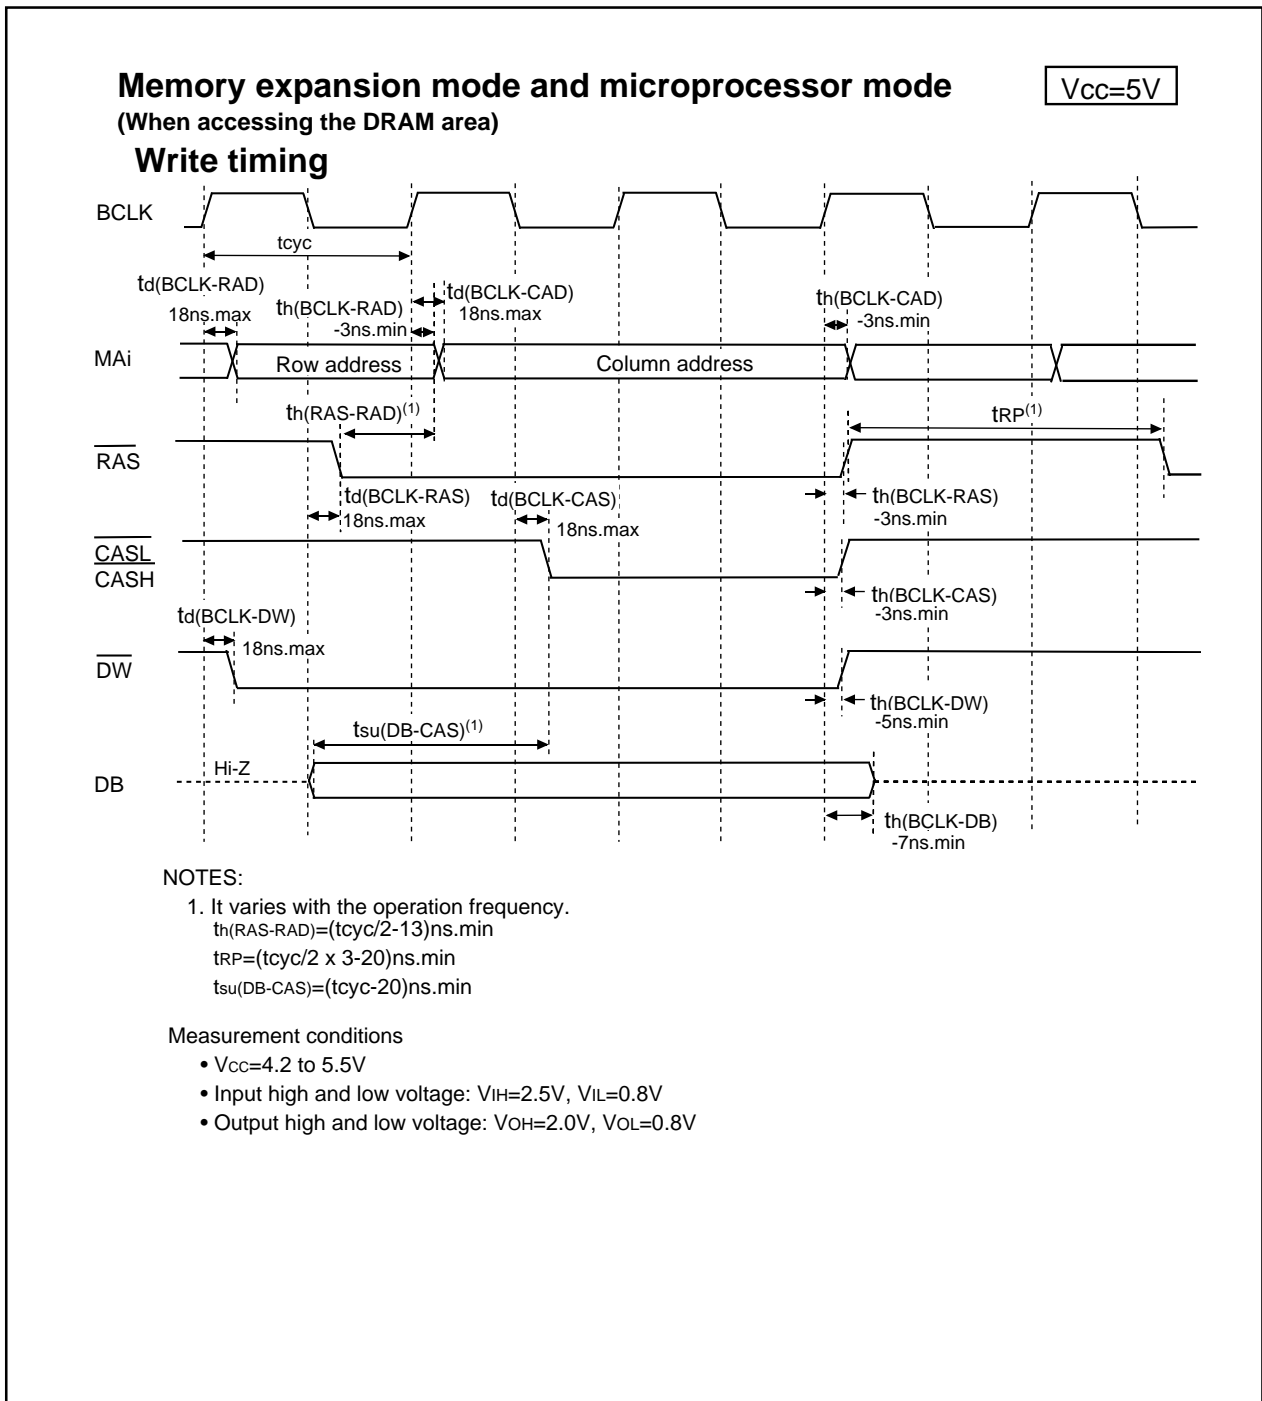 Memory expansion mode and microprocessor mode
Vcc=5V
(When accessing the DRAM area)
Write timing
BCLK
tcyc
td(BCLK-RAD)
18ns.max
th(BCLK-RAD)
-3ns.min
td(BCLK-CAD)
18ns.max
th(BCLK-CAD)
-3ns.min
MAi
Row address
Column address
th(RAS-RAD)(1)
tRP(1)
RAS
td(BCLK-RAS)
18ns.max
td(BCLK-CAS)
18ns.max
th(BCLK-RAS)
-3ns.min
CASL
CASH
th(BCLK-CAS)
-3ns.min
td(BCLK-DW)
18ns.max
DW
th(BCLK-DW)
-5ns.min
tsu(DB-CAS)(1)
DB
Hi-Z
th(BCLK-DB)
-7ns.min
NOTES:
1. It varies with the operation frequency.
th(RAS-RAD)=(tcyc/2-13)ns.min
tRP=(tcyc/2 x 3-20)ns.min
tsu(DB-CAS)=(tcyc-20)ns.min
Measurement conditions
• VCC=4.2 to 5.5V
• Input high and low voltage: VIH=2.5V, VIL=0.8V
• Output high and low voltage: VOH=2.0V, VOL=0.8V